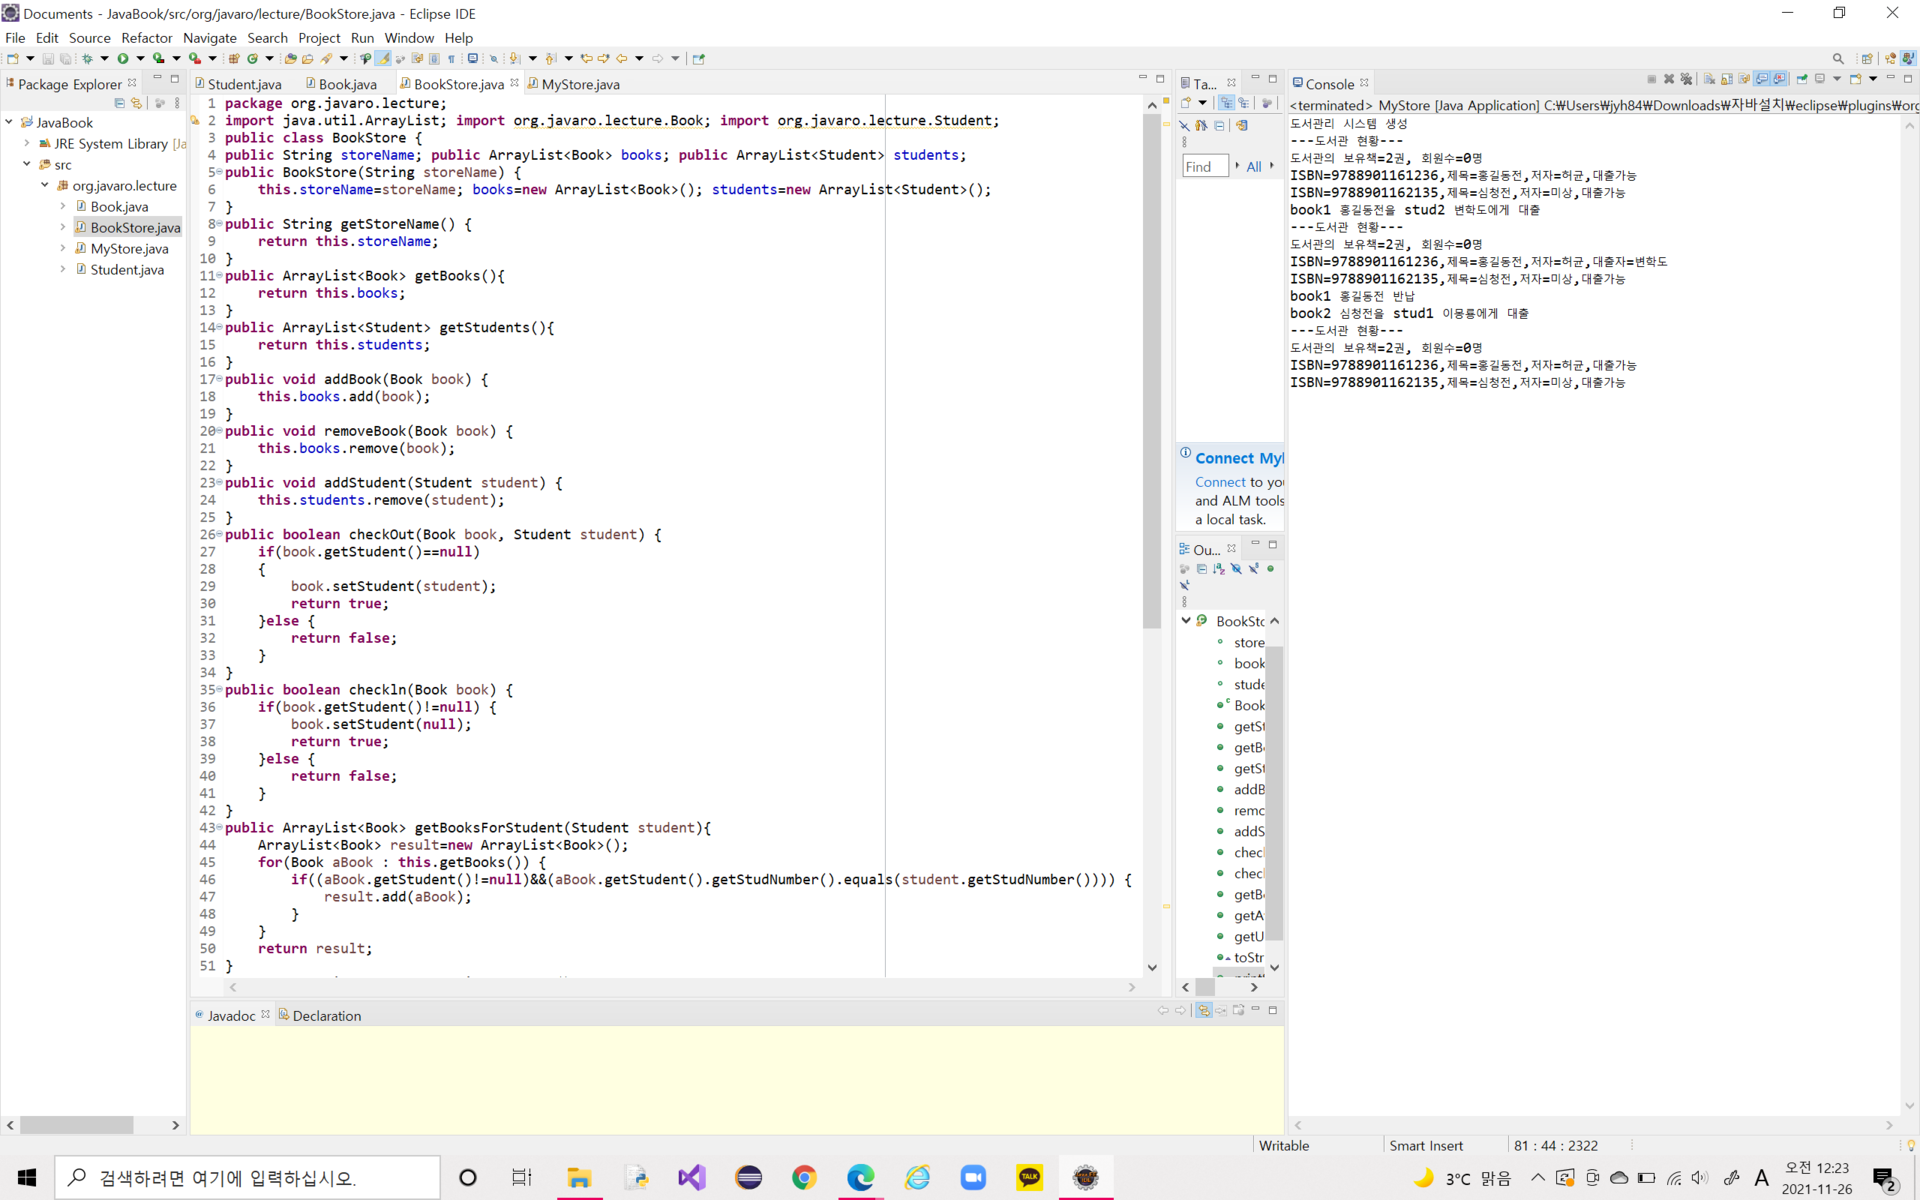 Documents - JavaBook/src/org/javaro/lecture/BookStore.java - Eclipse IDE
File Edit Source Refactor Navigate Search Project Run Window Help
Package Explorer
JavaBook
JRE System Library [Ja
src
org.javaro.lecture
Book.java
BookStore.java
MyStore.java
Student.java
Student.java Book.java BookStore.java MyStore.java
1 package org.javaro.lecture;
2 import java.util.ArrayList; import org.javaro.lecture.Book; import org.javaro.lecture.Student;
3 public class BookStore {
4 public String storeName; public ArrayList<Book> books; public ArrayList<Student> students;
5 public BookStore(String storeName) {
6 this.storeName=storeName; books=new ArrayList<Book>(); students=new ArrayList<Student>();
7 }
8 public String getStoreName() {
9 return this.storeName;
10 }
11 public ArrayList<Book> getBooks(){
12 return this.books;
13 }
14 public ArrayList<Student> getStudents(){
15 return this.students;
16 }
17 public void addBook(Book book) {
18 this.books.add(book);
19 }
20 public void removeBook(Book book) {
21 this.books.remove(book);
22 }
23 public void addStudent(Student student) {
24 this.students.remove(student);
25 }
26 public boolean checkOut(Book book, Student student) {
27 if(book.getStudent()==null)
28 {
29 book.setStudent(student);
30 return true;
31 }else {
32 return false;
33 }
34 }
35 public boolean checkln(Book book) {
36 if(book.getStudent()!=null) {
37 book.setStudent(null);
38 return true;
39 }else {
40 return false;
41 }
42 }
43 public ArrayList<Book> getBooksForStudent(Student student){
44 ArrayList<Book> result=new ArrayList<Book>();
45 for(Book aBook : this.getBooks()) {
46 if((aBook.getStudent()!=null)&&(aBook.getStudent().getStudNumber().equals(student.getStudNumber()))) {
47 result.add(aBook);
48 }
49 }
50 return result;
51 }
Javadoc Declaration
Ta...
Find All
Connect Myl
Connect to you
and ALM tools
a local task.
Ou...
BookSto
store
book
stude
Book
getSt
getB
getSt
addB
remo
addS
chec
chec
getB
getA
getU
toStr
Console
<terminated> MyStore [Java Application] C:₩Users₩jyh84₩Downloads₩자바설치₩eclipse₩plugins₩org
도서관리 시스템 생성
---도서관 현황---
도서관의 보유책=2권, 회원수=0명
ISBN=9788901161236,제목=홍길동전,저자=허균,대출가능
ISBN=9788901162135,제목=심청전,저자=미상,대출가능
book1 홍길동전을 stud2 변학도에게 대출
---도서관 현황---
도서관의 보유책=2권, 회원수=0명
ISBN=9788901161236,제목=홍길동전,저자=허균,대출자=변학도
ISBN=9788901162135,제목=심청전,저자=미상,대출가능
book1 홍길동전 반납
book2 심청전을 stud1 이몽룡에게 대출
---도서관 현황---
도서관의 보유책=2권, 회원수=0명
ISBN=9788901161236,제목=홍길동전,저자=허균,대출가능
ISBN=9788901162135,제목=심청전,저자=미상,대출가능
Writable Smart Insert 81 : 44 : 2322
검색하려면 여기에 입력하십시오.
TALK
3°C 맑음
A
오전 12:23
2021-11-26
2